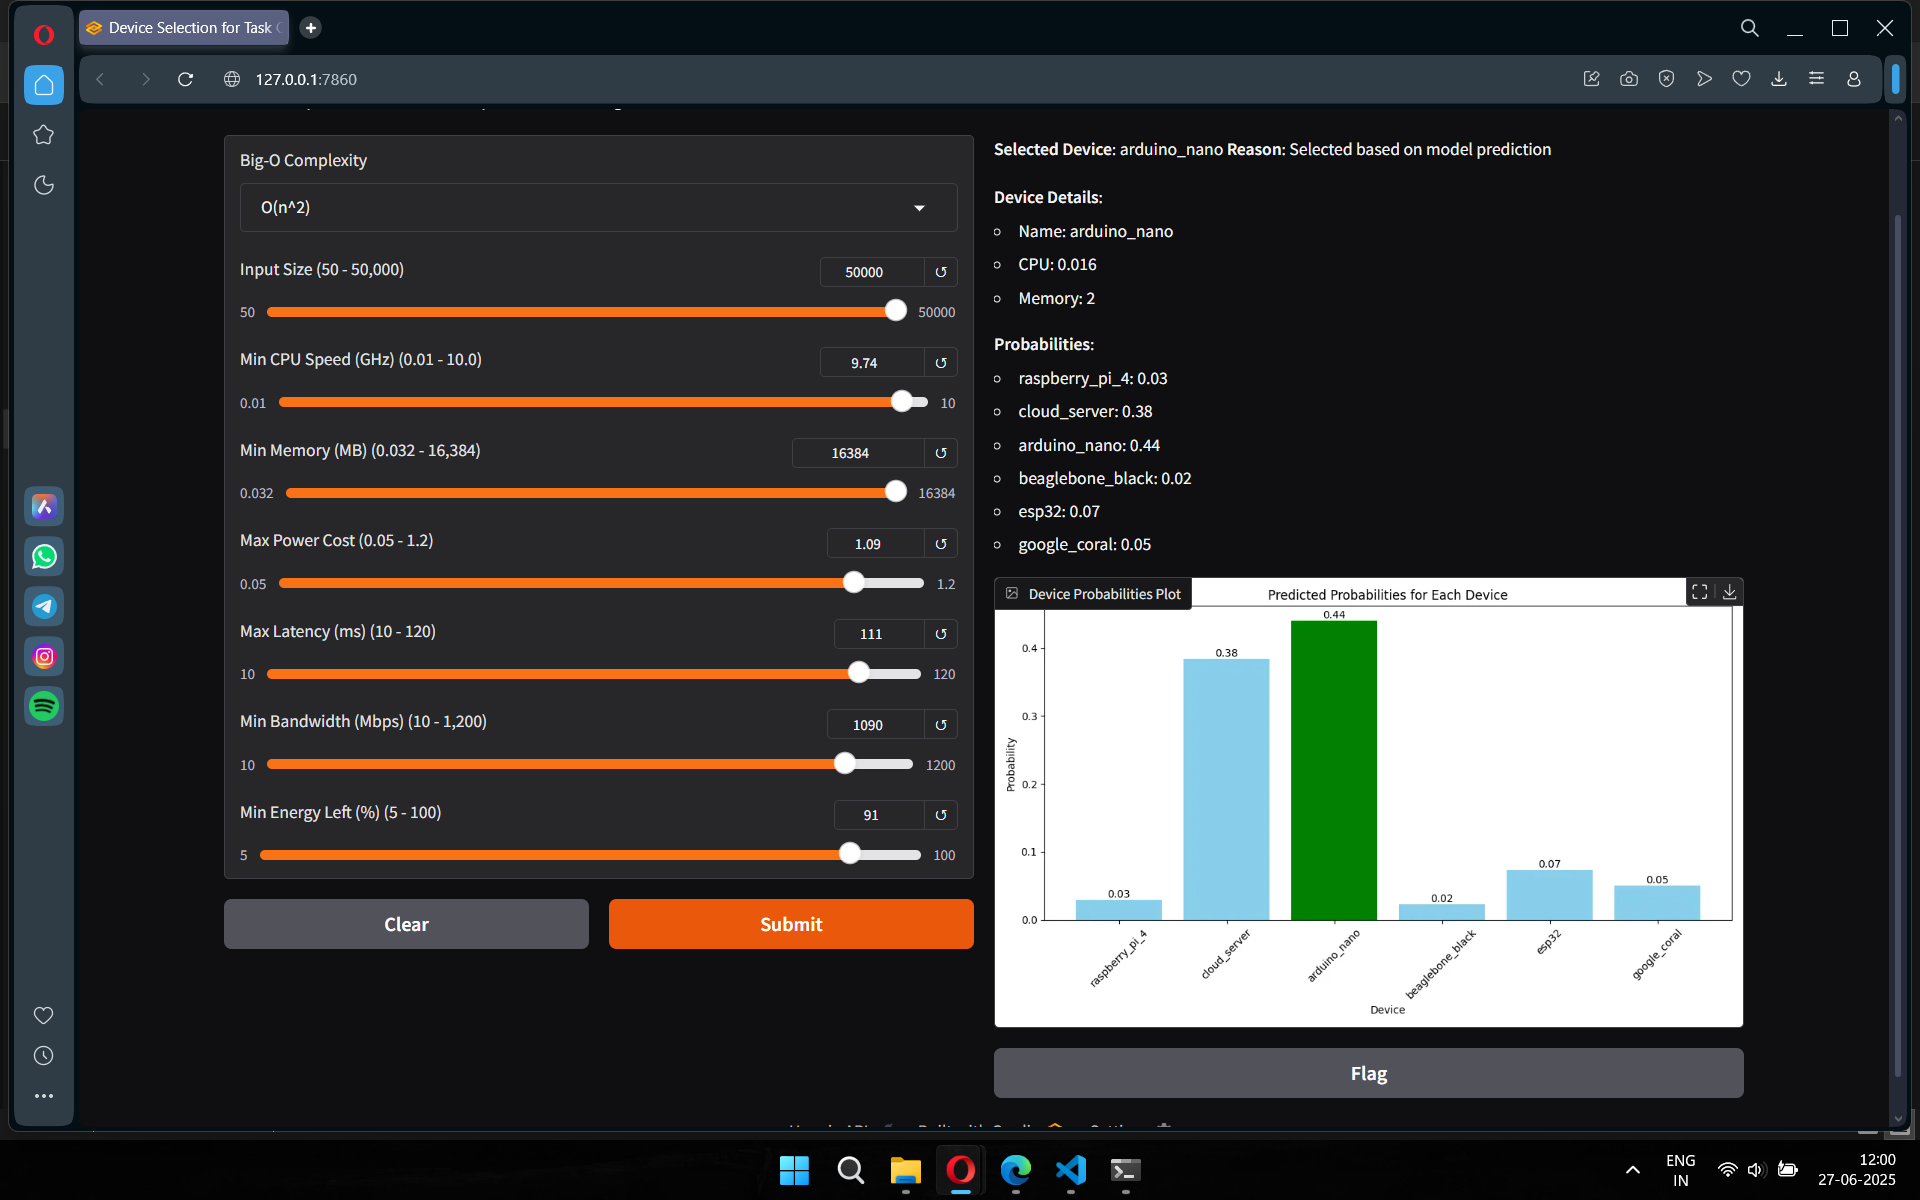 Device Selection for Task
127.0.0.1:7860
Big-O Complexity
O(n^2)
Input Size (50 - 50,000)
50000
50
50000
Min CPU Speed (GHz) (0.01 - 10.0)
9.74
0.01
10
Min Memory (MB) (0.032 - 16,384)
16384
0.032
16384
Max Power Cost (0.05 - 1.2)
1.09
0.05
1.2
Max Latency (ms) (10 - 120)
111
10
120
Min Bandwidth (Mbps) (10 - 1,200)
1090
10
1200
Min Energy Left (%) (5 - 100)
91
5
100
Clear
Submit
Selected Device: arduino_nano Reason: Selected based on model prediction
Device Details:
Name: arduino_nano
CPU: 0.016
Memory: 2
Probabilities:
raspberry_pi_4: 0.03
cloud_server: 0.38
arduino_nano: 0.44
beaglebone_black: 0.02
esp32: 0.07
google_coral: 0.05
Device Probabilities Plot
Predicted Probabilities for Each Device
0.44
0.4
0.38
0.3
Probability
0.2
0.1
0.07
0.05
0.03
0.02
0.0
raspberry_pi_4
cloud_server
arduino_nano
beaglebone_black
esp32
google_coral
Device
Flag
ENG
IN
12:00
27-06-2025